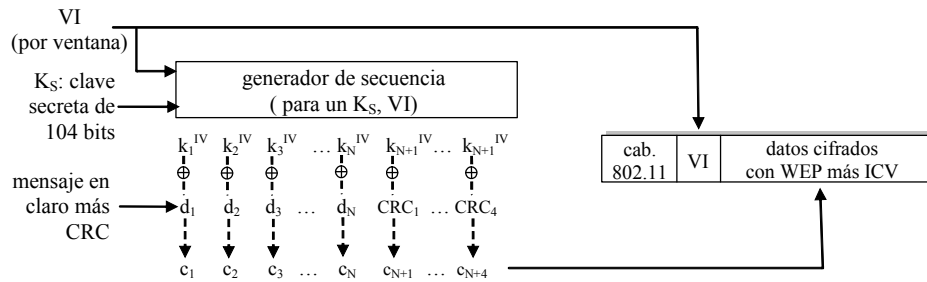 VI
(por ventana)
K_S: clave
secreta de
104 bits
generador de secuencia
( para un K_S, VI)
k_1^IV k_2^IV k_3^IV … k_N^IV k_N+1^IV … k_N+1^IV
⊕ ⊕ ⊕ ⊕ ⊕ ⊕
mensaje en
claro más
CRC
d_1 d_2 d_3 … d_N CRC_1 … CRC_4
c_1 c_2 c_3 … c_N c_N+1 … c_N+4
cab.
802.11
VI
datos cifrados
con WEP más ICV